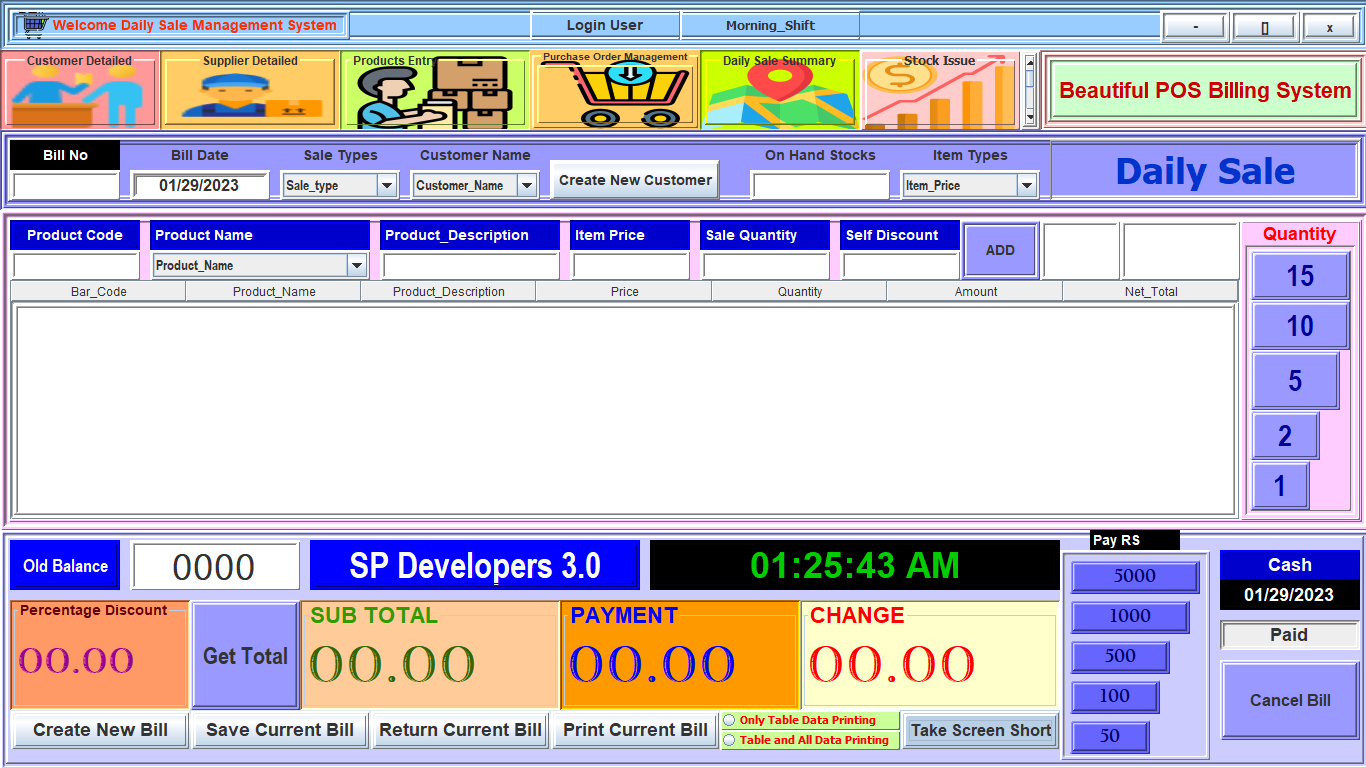 Welcome Daily Sale Management System Login User Morning_Shift - [] x
Customer Detailed Supplier Detailed Products Entry Purchase Order Management Daily Sale Summary Stock Issue
Beautiful POS Billing System
Bill No Bill Date Sale Types Customer Name On Hand Stocks Item Types
Daily Sale
01/29/2023 Sale_type Customer_Name Create New Customer Item_Price
Product Code Product Name Product_Description Item Price Sale Quantity Self Discount ADD Quantity
Product_Name
Bar_Code Product_Name Product_Description Price Quantity Amount Net_Total
15
10
5
2
1
Old Balance 0000 SP Developers 3.0 01:25:43 AM Pay RS Cash
5000
01/29/2023
Percentage Discount SUB TOTAL PAYMENT CHANGE 1000
Paid
00.00 Get Total 00.00 00.00 00.00 500
100 Cancel Bill
Create New Bill Save Current Bill Return Current Bill Print Current Bill Only Table Data Printing Take Screen Short
Table and All Data Printing 50